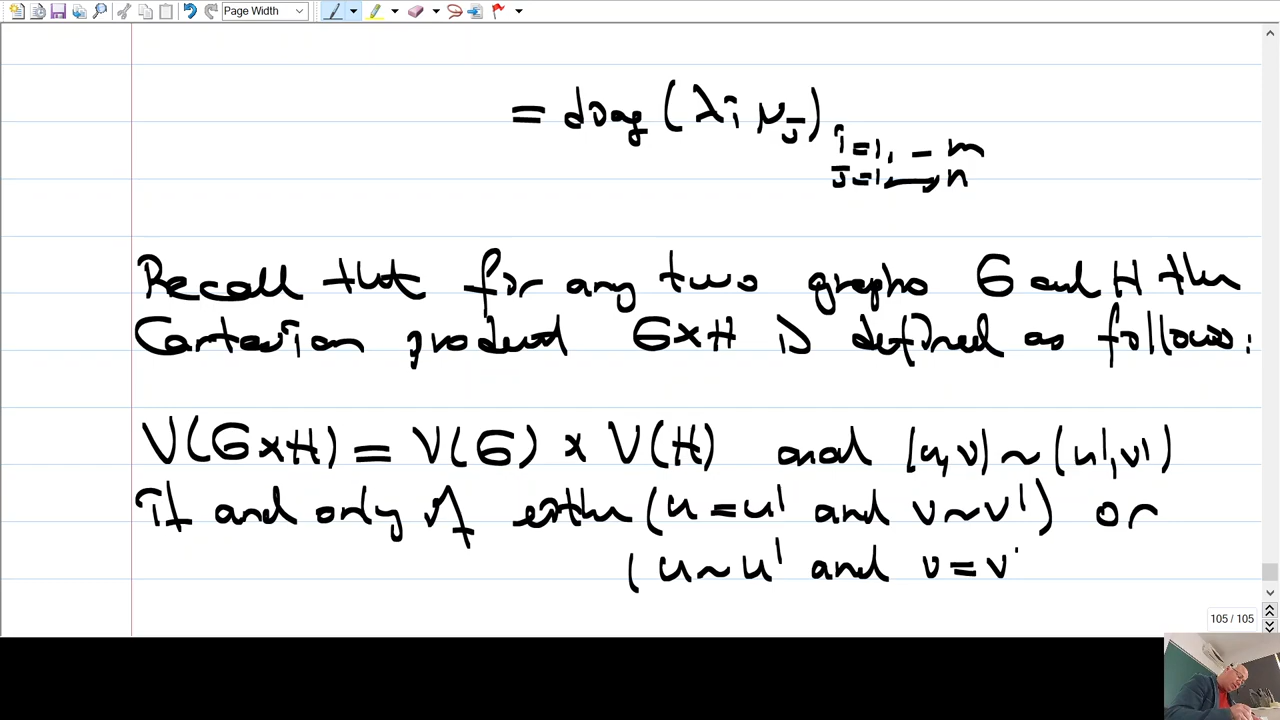 Page Width
= diag (λi μj)
i=1, – m
j=1 — n
Recall that for any two graphs G and H the
Cartesian product G×H is defined as follows:
V(G×H) = V(G) × V(H) and (u,v) ~ (u',v')
if and only if either (u = u' and v ~ v') or
(u ~ u' and v = v'
105 / 105